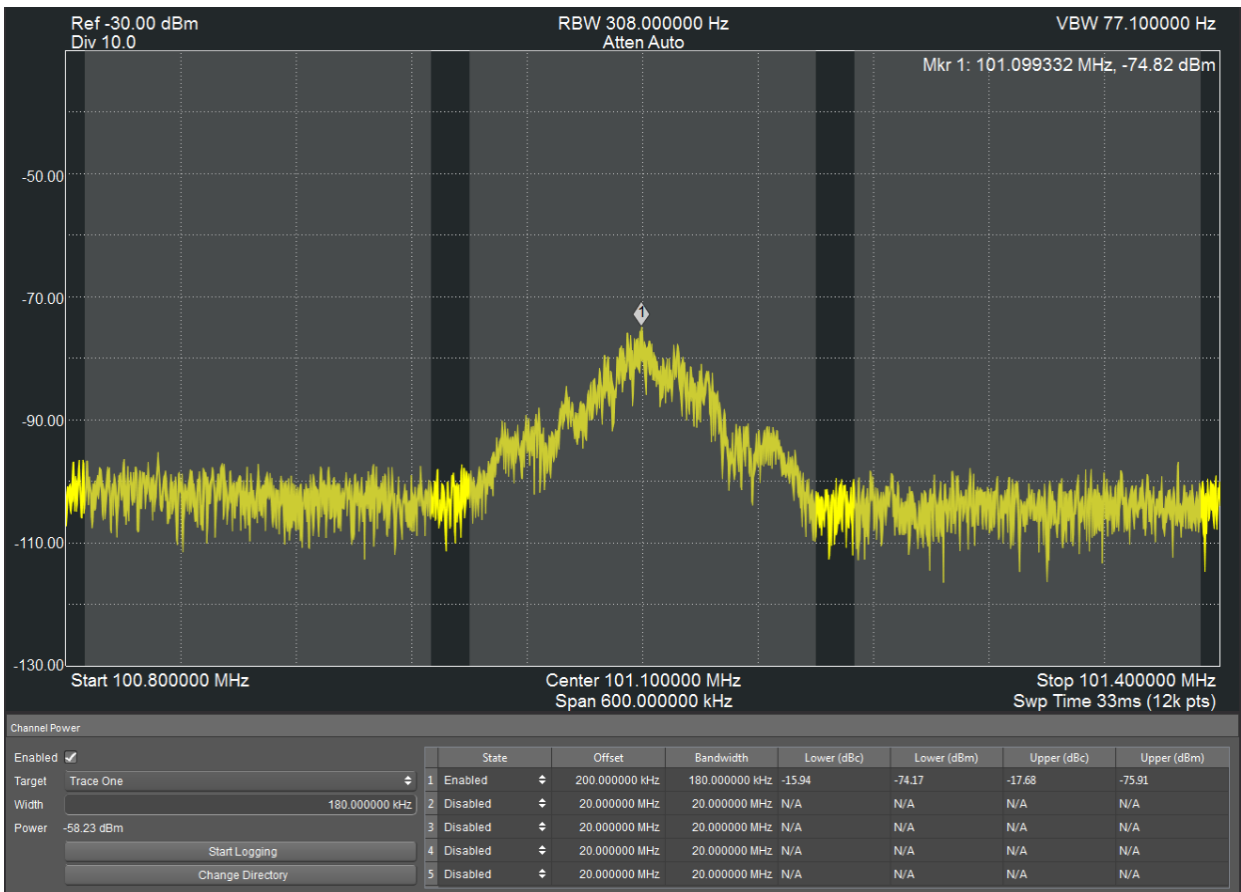 Ref -30.00 dBm RBW 308.000000 Hz VBW 77.100000 Hz
Div 10.0 Atten Auto
Mkr 1: 101.099332 MHz, -74.82 dBm
-50.00
-70.00
1
-90.00
-110.00
-130.00
Start 100.800000 MHz Center 101.100000 MHz Stop 101.400000 MHz
Span 600.000000 kHz Swp Time 33ms (12k pts)
Channel Power
Enabled
Target Trace One
Width 180.000000 kHz
Power -58.23 dBm
Start Logging
Change Directory
State Offset Bandwidth Lower (dBc) Lower (dBm) Upper (dBc) Upper (dBm)
1 Enabled 200.000000 kHz 180.000000 kHz -15.94 -74.17 -17.68 -75.91
2 Disabled 20.000000 MHz 20.000000 MHz N/A N/A N/A N/A
3 Disabled 20.000000 MHz 20.000000 MHz N/A N/A N/A N/A
4 Disabled 20.000000 MHz 20.000000 MHz N/A N/A N/A N/A
5 Disabled 20.000000 MHz 20.000000 MHz N/A N/A N/A N/A